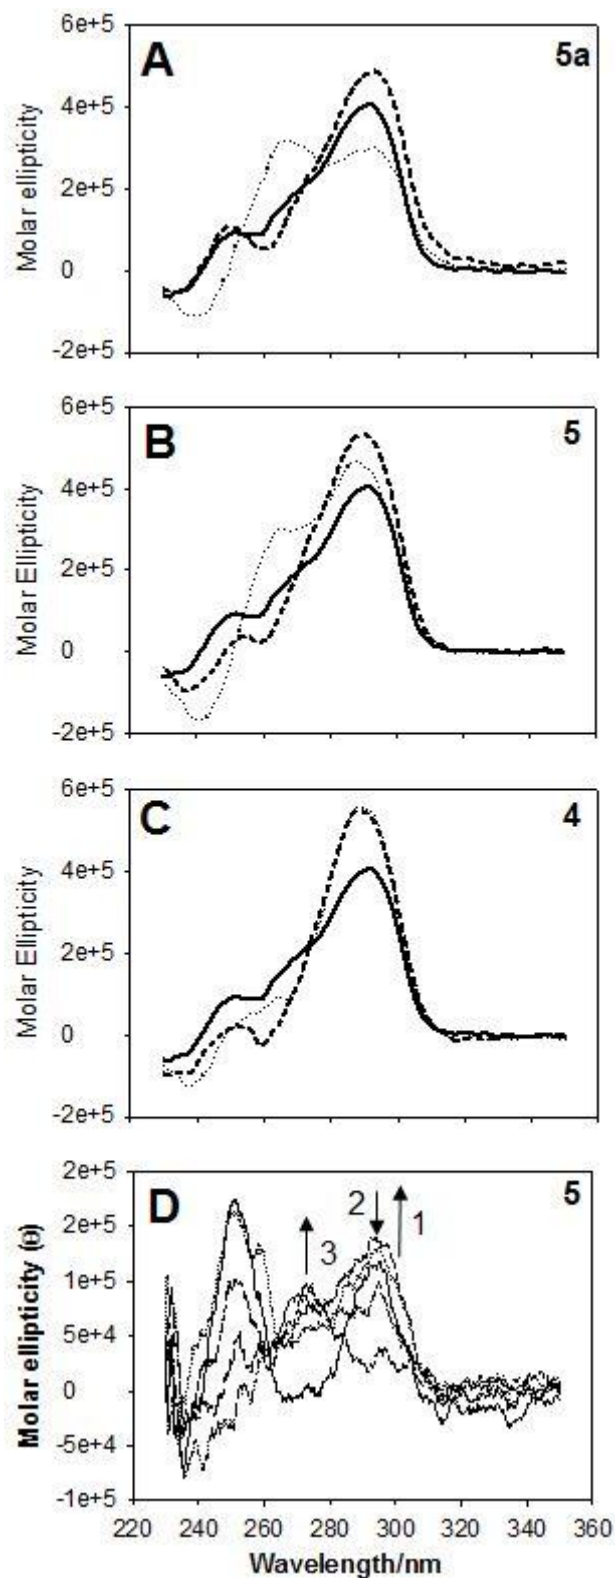 6e+5
A 5a
4e+5
2e+5
0
-2e+5
Molar ellipticity
6e+5
B 5
4e+5
2e+5
0
-2e+5
Molar Ellipticity
6e+5
C 4
4e+5
2e+5
0
-2e+5
Molar Ellipticity
2e+5
D 5
2e+5
2 1
1e+5
3
5e+4
0
-5e+4
-1e+5
Molar ellipticity (Θ)
220 240 260 280 300 320 340 360
Wavelength/nm